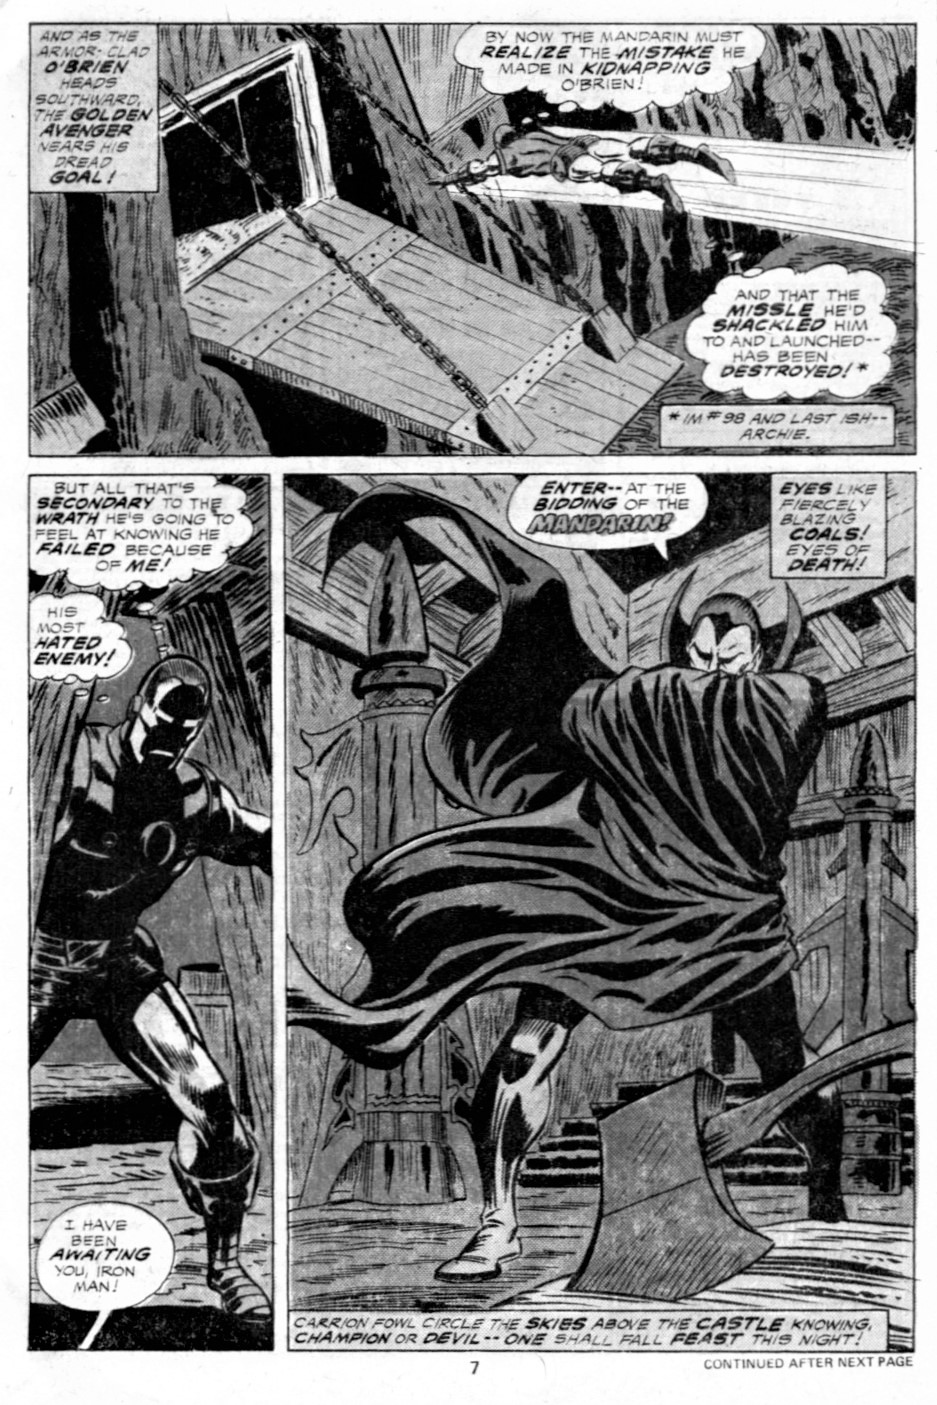 AND AS THE
ARMOR-CLAD
O'BRIEN
HEADS
SOUTHWARD,
THE GOLDEN
AVENGER
NEARS HIS
DREAD
GOAL!
BY NOW THE MANDARIN MUST
REALIZE THE MISTAKE HE
MADE IN KIDNAPPING
O'BRIEN!
AND THAT THE
MISSLE HE'D
SHACKLED HIM
TO AND LAUNCHED--
HAS BEEN
DESTROYED!*
*IM #98 AND LAST ISH--
ARCHIE.
BUT ALL THAT'S
SECONDARY TO THE
WRATH HE'S GOING TO
FEEL AT KNOWING HE
FAILED BECAUSE
OF ME!
HIS
MOST
HATED
ENEMY!
I HAVE
BEEN
AWAITING
YOU, IRON
MAN!
ENTER--AT THE
BIDDING OF THE
MANDARIN!
EYES LIKE
FIERCELY
BLAZING
COALS!
EYES OF
DEATH!
CARRION FOWL CIRCLE THE SKIES ABOVE THE CASTLE KNOWING,
CHAMPION OR DEVIL--ONE SHALL FALL FEAST THIS NIGHT!
7
CONTINUED AFTER NEXT PAGE